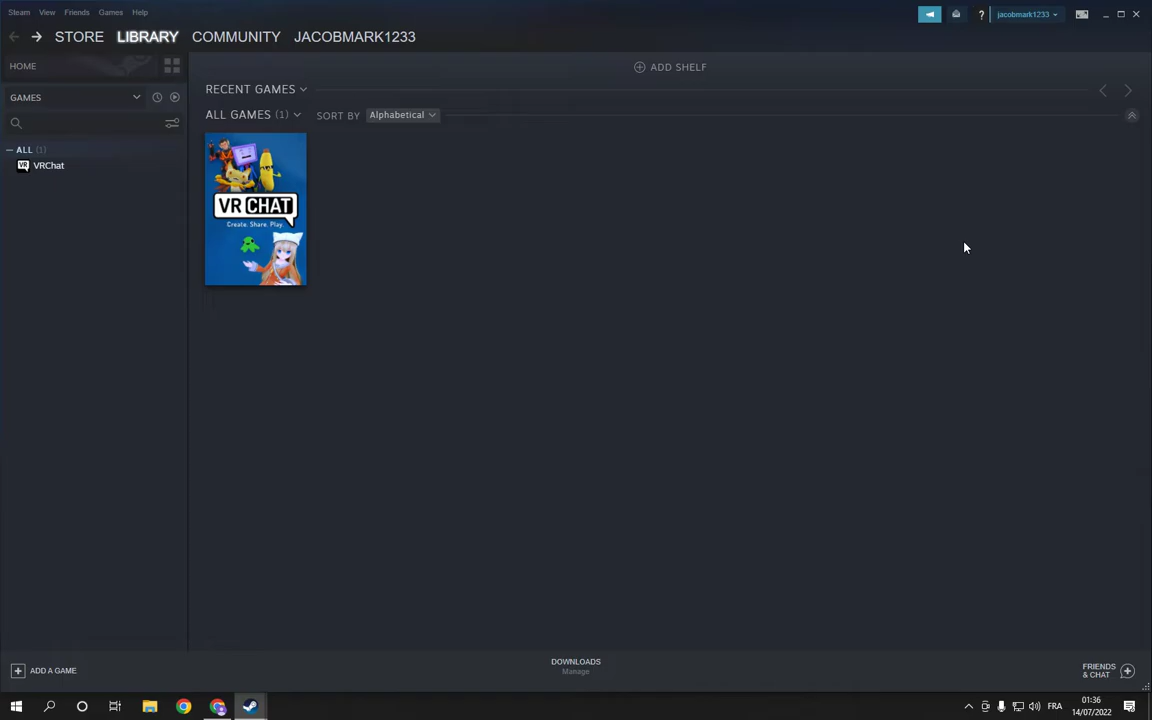 Steam View Friends Games Help
jacobmark1233
STORE LIBRARY COMMUNITY JACOBMARK1233
HOME
ADD SHELF
GAMES
RECENT GAMES
ALL GAMES (1) SORT BY Alphabetical
ALL (1)
VR VRChat
VR CHAT
Create. Share. Play.
ADD A GAME
DOWNLOADS
Manage
FRIENDS
& CHAT
FRA
01:36
14/07/2022